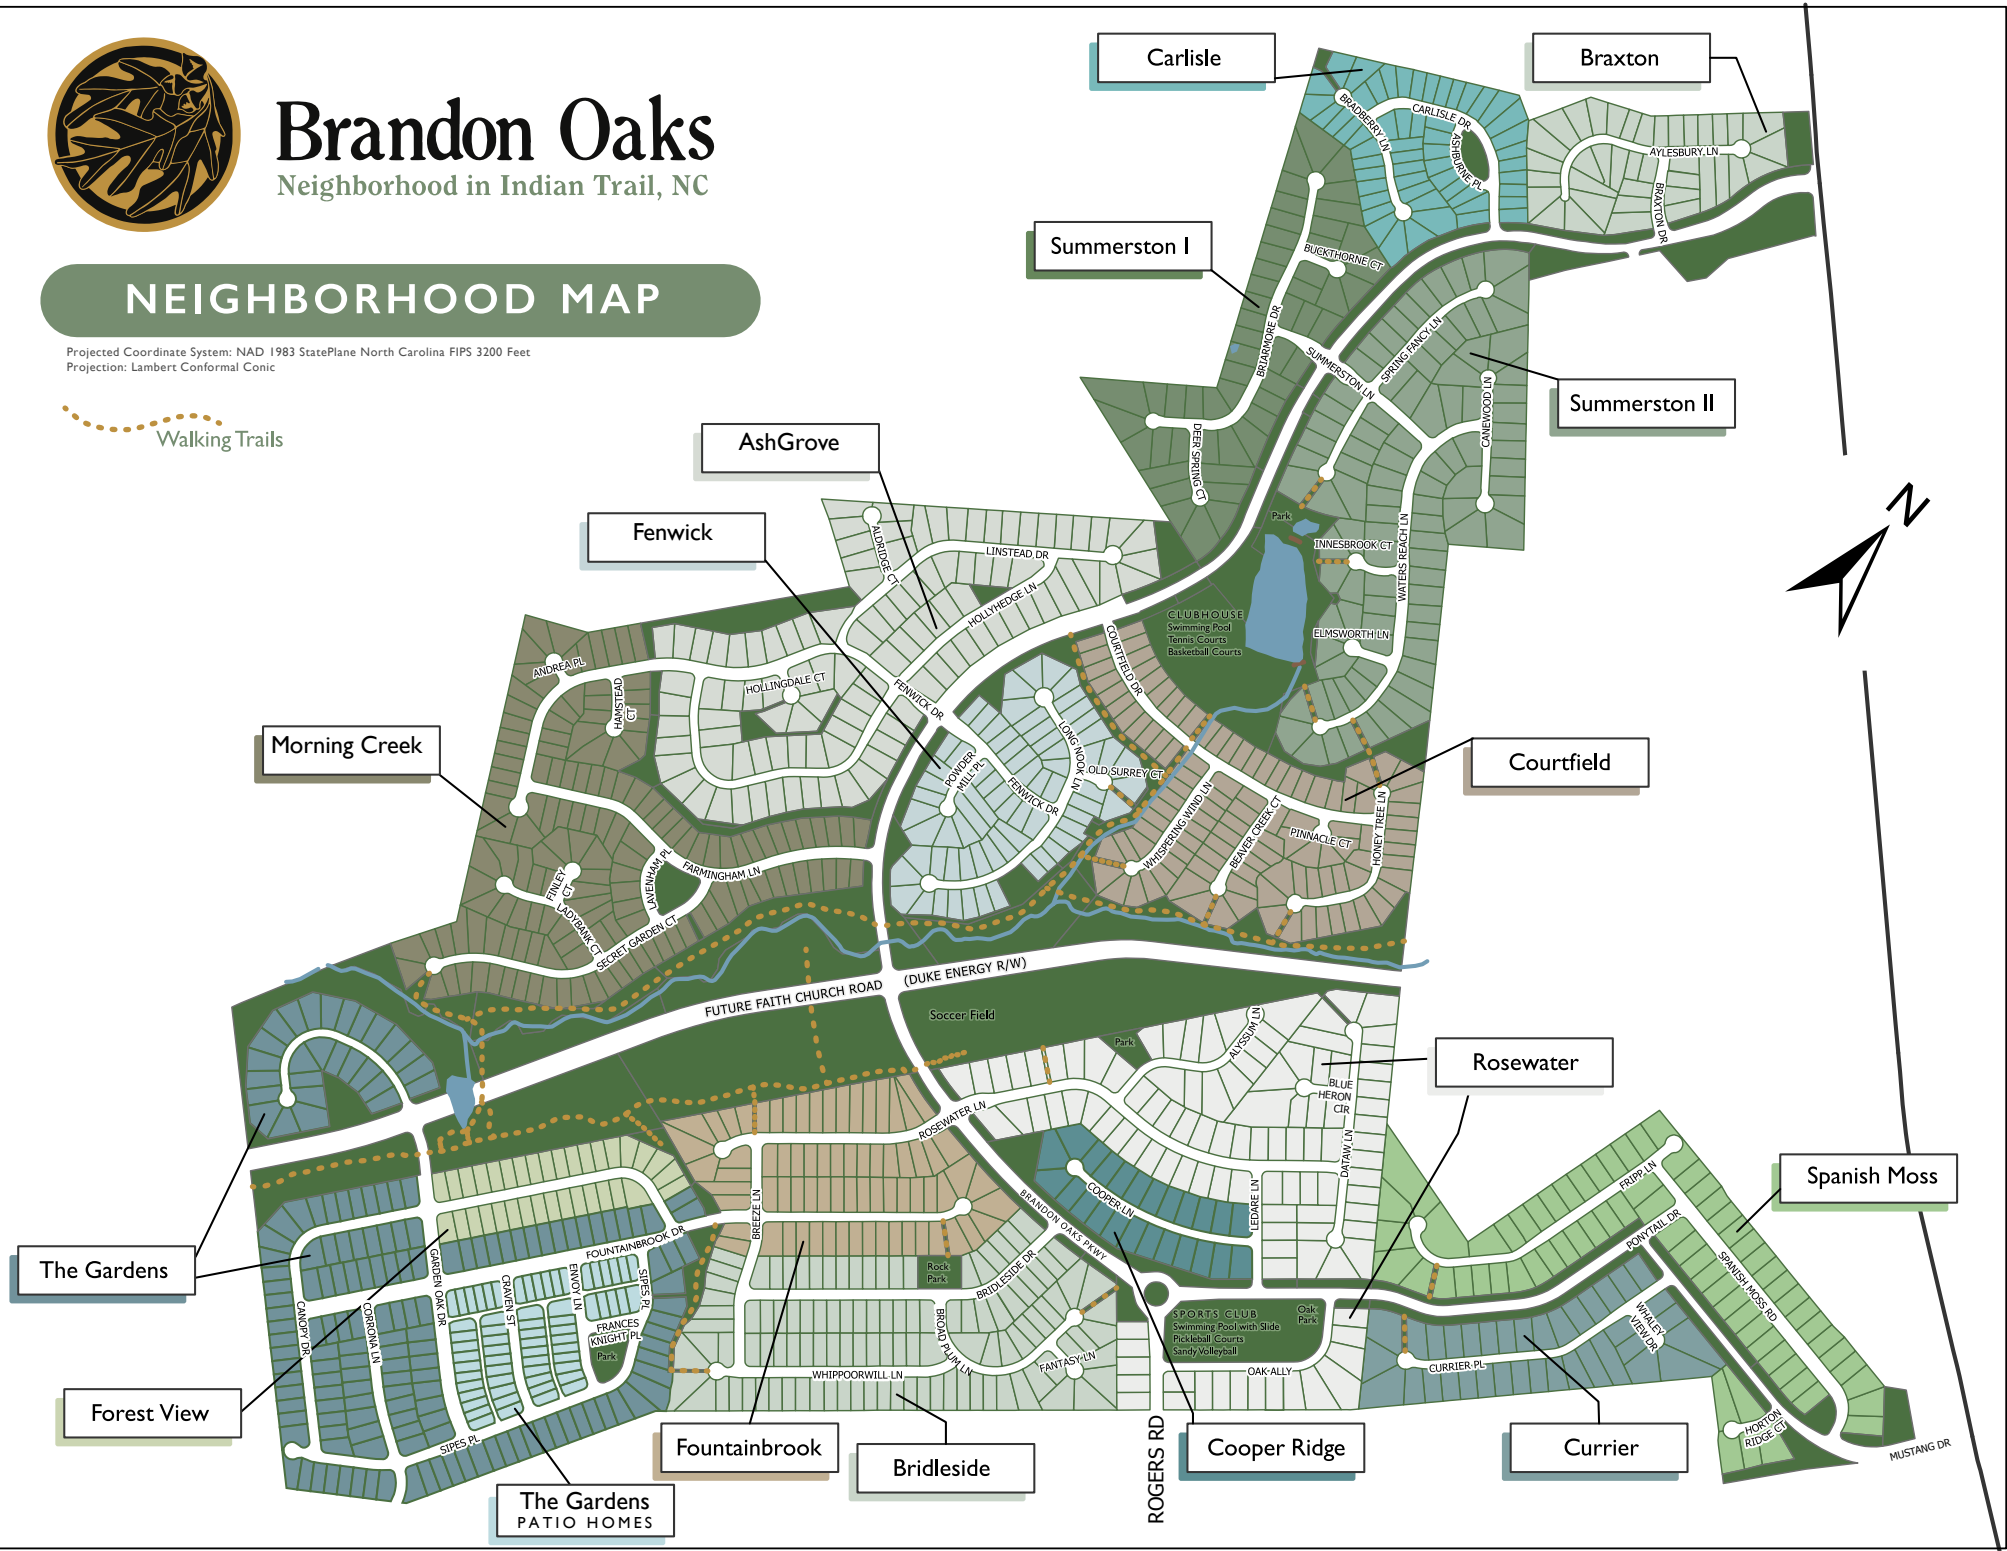 Brandon Oaks
Neighborhood in Indian Trail, NC
NEIGHBORHOOD MAP
Projected Coordinate System: NAD 1983 StatePlane North Carolina FIPS 3200 Feet
Projection: Lambert Conformal Conic
Walking Trails
Carlisle
Braxton
BRADBERRY LN
CARLISLE DR
ASHBURNE PL
AYLESBURY LN
BRAXTON DR
Summerston I
BUCKTHORNE CT
BRIARMORE DR
SUMMERSTON LN
SPRING FANCY LN
CANEWOOD LN
Summerston II
DEER SPRING CT
AshGrove
Fenwick
N
Park
INNESBROOK CT
WATERS REACH LN
ELMSWORTH LN
ALDRIDGE CT
LINSTEAD DR
HOLLYHEDGE LN
CLUBHOUSE
Swimming Pool
Tennis Courts
Basketball Courts
COURTFIELD DR
ANDREA PL
HAMSTEAD
CT
HOLLINGDALE CT
FENWICK DR
Morning Creek
LONG NOOK LN
POWDER
MILL PL
OLD SURREY CT
FENWICK DR
Courtfield
WHISPERING WIND LN
BEAVER CREEK CT
PINNACLE CT
HONEY TREE LN
LAVENHAM PL
FARMINGHAM LN
FINLEY
CT
LADYBANK CT
SECRET GARDEN CT
FUTURE FAITH CHURCH ROAD
(DUKE ENERGY R/W)
Soccer Field
Park
ALYSSUM LN
BLUE
HERON
CIR
DATAW LN
Rosewater
ROSEWATER LN
COOPER LN
LEDARE LN
BRANDON OAKS PKWY
FRIPP LN
PONYTAIL DR
SPANISH MOSS RD
Spanish Moss
BREEZE LN
FOUNTAINBROOK DR
The Gardens
GARDEN OAK DR
CRAVEN ST
ENVOY LN
SIPES PL
FRANCES
KNIGHT PL
Park
CANOPY DR
CORRONA LN
Rock
Park
BRIDLESIDE DR
BROAD PLUM LN
FANTASY LN
WHIPPOORWILL LN
SPORTS CLUB
Swimming Pool with Slide
Pickleball Courts
Sandy Volleyball
Oak
Park
OAK ALLY
WHALEY
VIEW DR
CURRIER PL
Forest View
SIPES PL
Fountainbrook
Bridleside
ROGERS RD
Cooper Ridge
Currier
HORTON
RIDGE CT
MUSTANG DR
The Gardens
PATIO HOMES